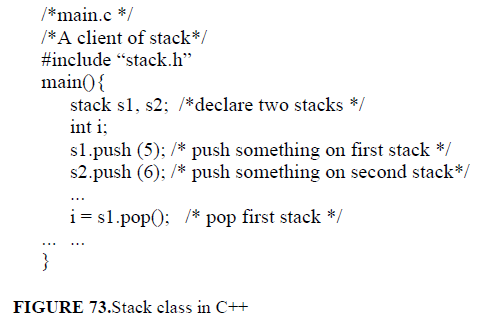 /*main.c */
/*A client of stack*/
#include “stack.h”
main(){
stack s1, s2; /*declare two stacks */
int i;
s1.push (5); /* push something on first stack */
s2.push (6); /* push something on second stack*/
...
i = s1.pop(); /* pop first stack */
... ...
}
FIGURE 73.Stack class in C++